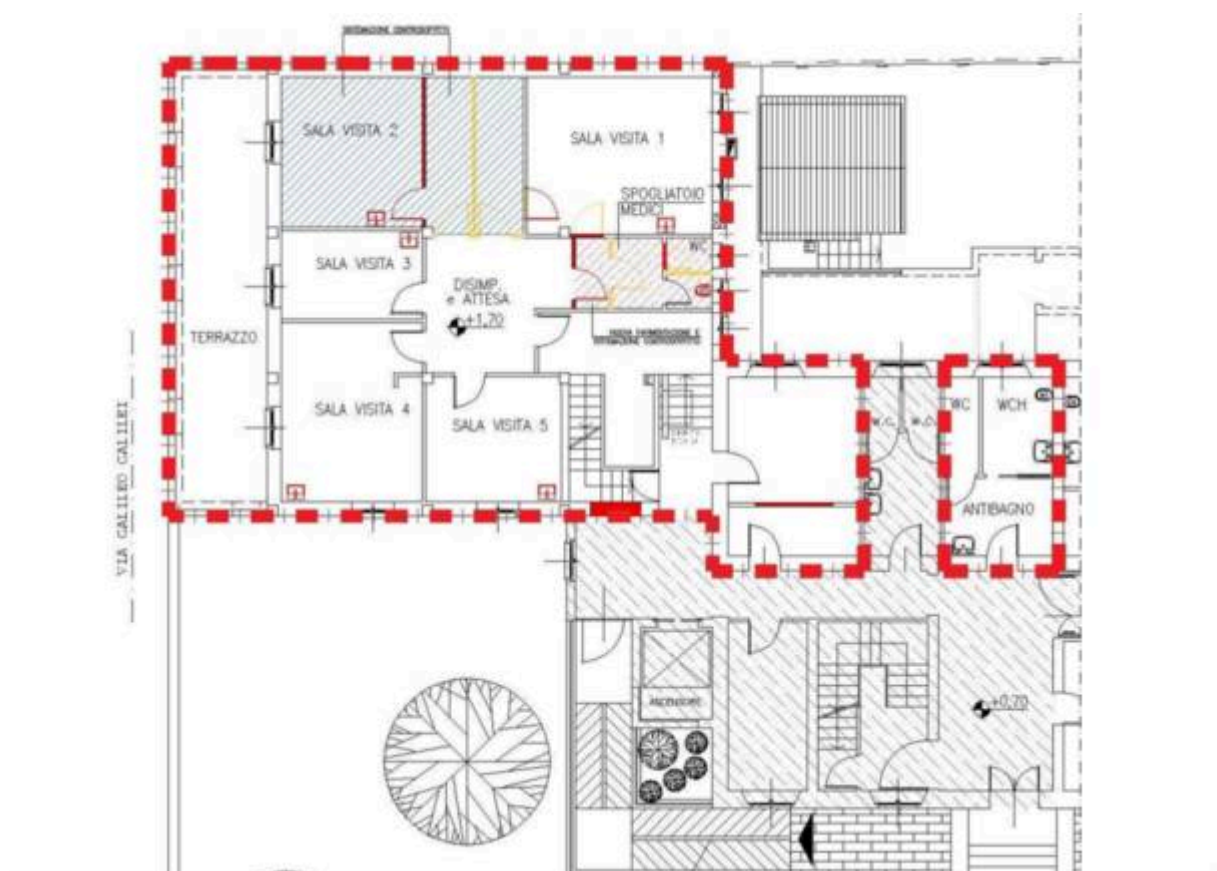 SALA VISITA 2
SALA VISITA 1
SPOGLIATOIO
MEDICI
WC
SALA VISITA 3
DISIMP.
e ATTESA
+1,70
TERRAZZO
SALA VISITA 4
SALA VISITA 5
VIA GALILEO GALILEI
W.C.
W.C.
WC
WCH
ANTIBAGNO
ASCENSORE
+0,70